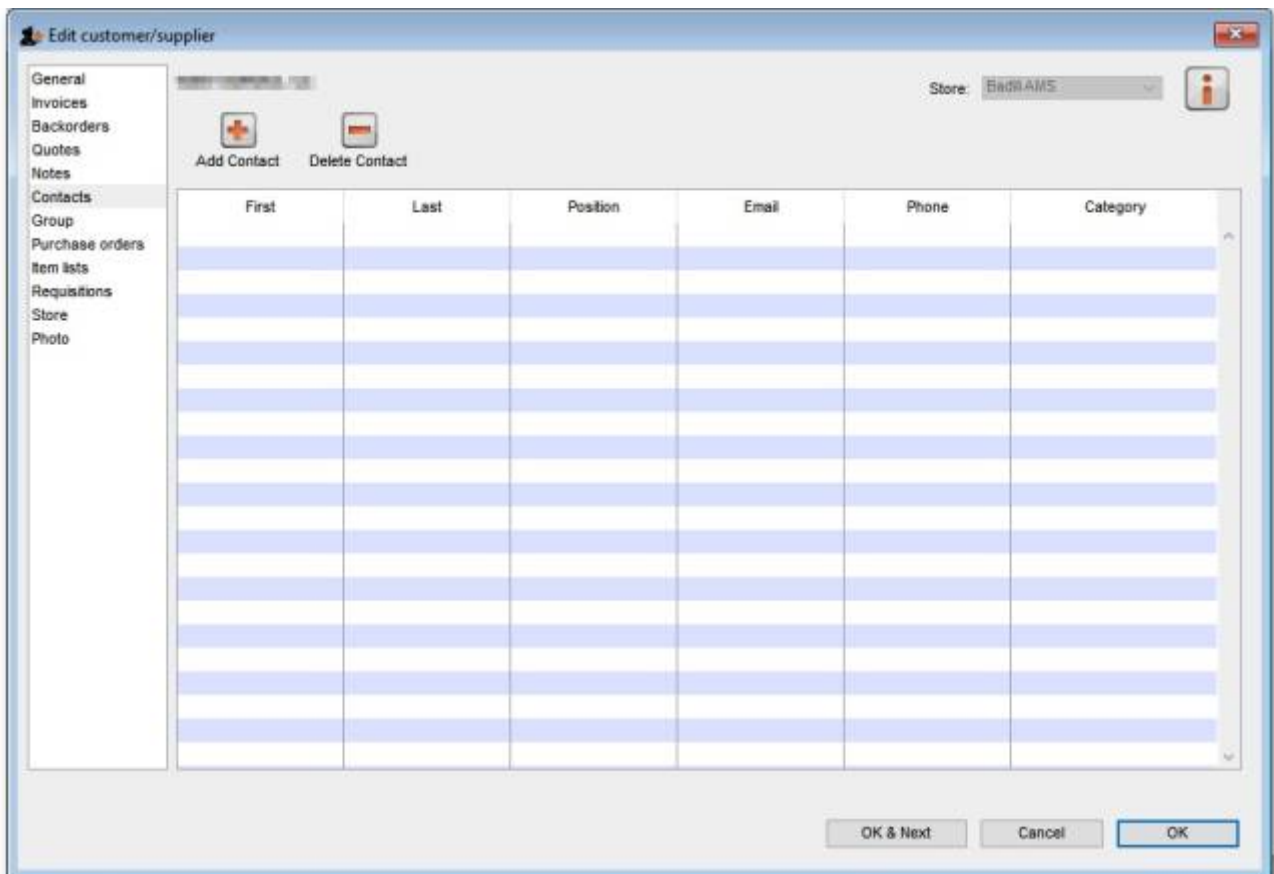 Edit customer/supplier
General
Invoices
Backorders
Quotes
Notes
Contacts
Group
Purchase orders
Item lists
Requisitions
Store
Photo
Store:
Add Contact Delete Contact
First Last Position Email Phone Category
OK & Next Cancel OK